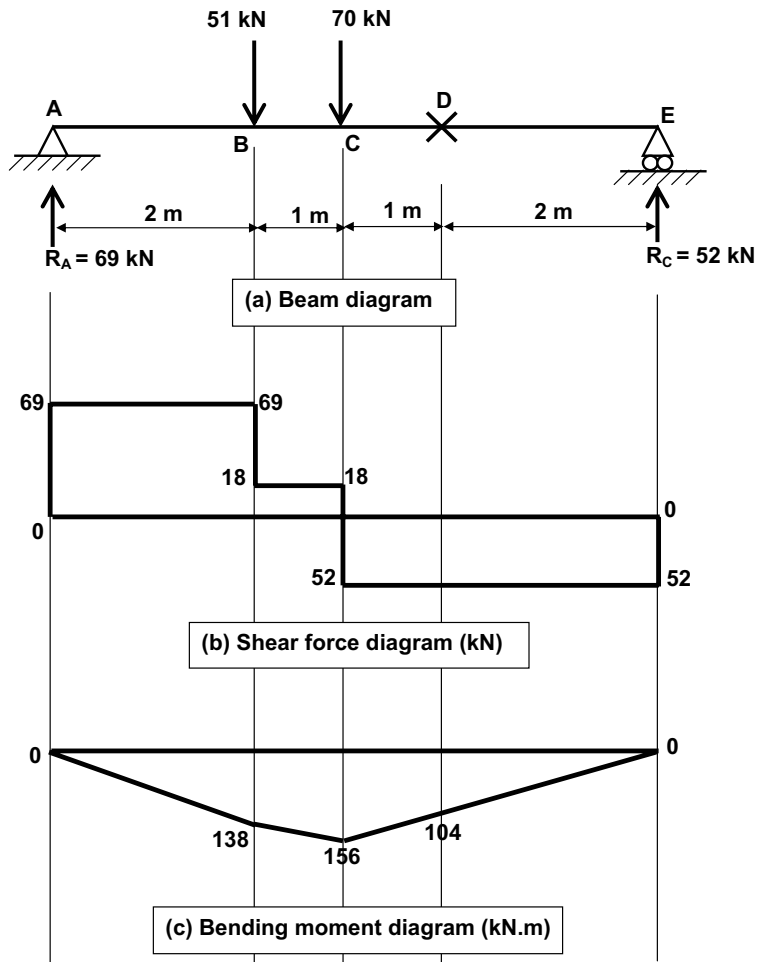 51 kN 70 kN
A D E
B C
2 m 1 m 1 m 2 m
R_A = 69 kN R_C = 52 kN
(a) Beam diagram
69 69
18 18
0 0
52 52
(b) Shear force diagram (kN)
0 0
138 104
156
(c) Bending moment diagram (kN.m)